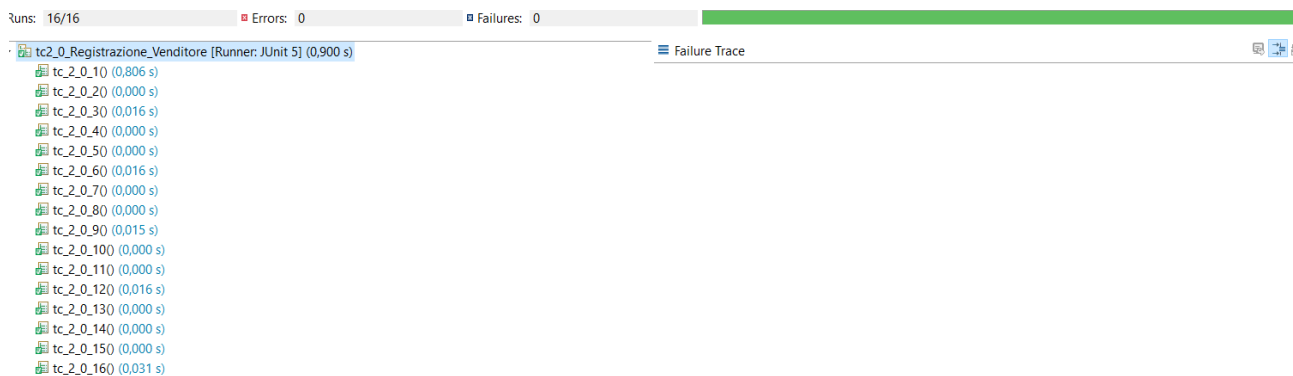 Runs: 16/16 Errors: 0 Failures: 0
tc2_0_Registrazione_Venditore [Runner: JUnit 5] (0,900 s)
Failure Trace
tc_2_0_1() (0,806 s)
tc_2_0_2() (0,000 s)
tc_2_0_3() (0,016 s)
tc_2_0_4() (0,000 s)
tc_2_0_5() (0,000 s)
tc_2_0_6() (0,016 s)
tc_2_0_7() (0,000 s)
tc_2_0_8() (0,000 s)
tc_2_0_9() (0,015 s)
tc_2_0_10() (0,000 s)
tc_2_0_11() (0,000 s)
tc_2_0_12() (0,016 s)
tc_2_0_13() (0,000 s)
tc_2_0_14() (0,000 s)
tc_2_0_15() (0,000 s)
tc_2_0_16() (0,031 s)